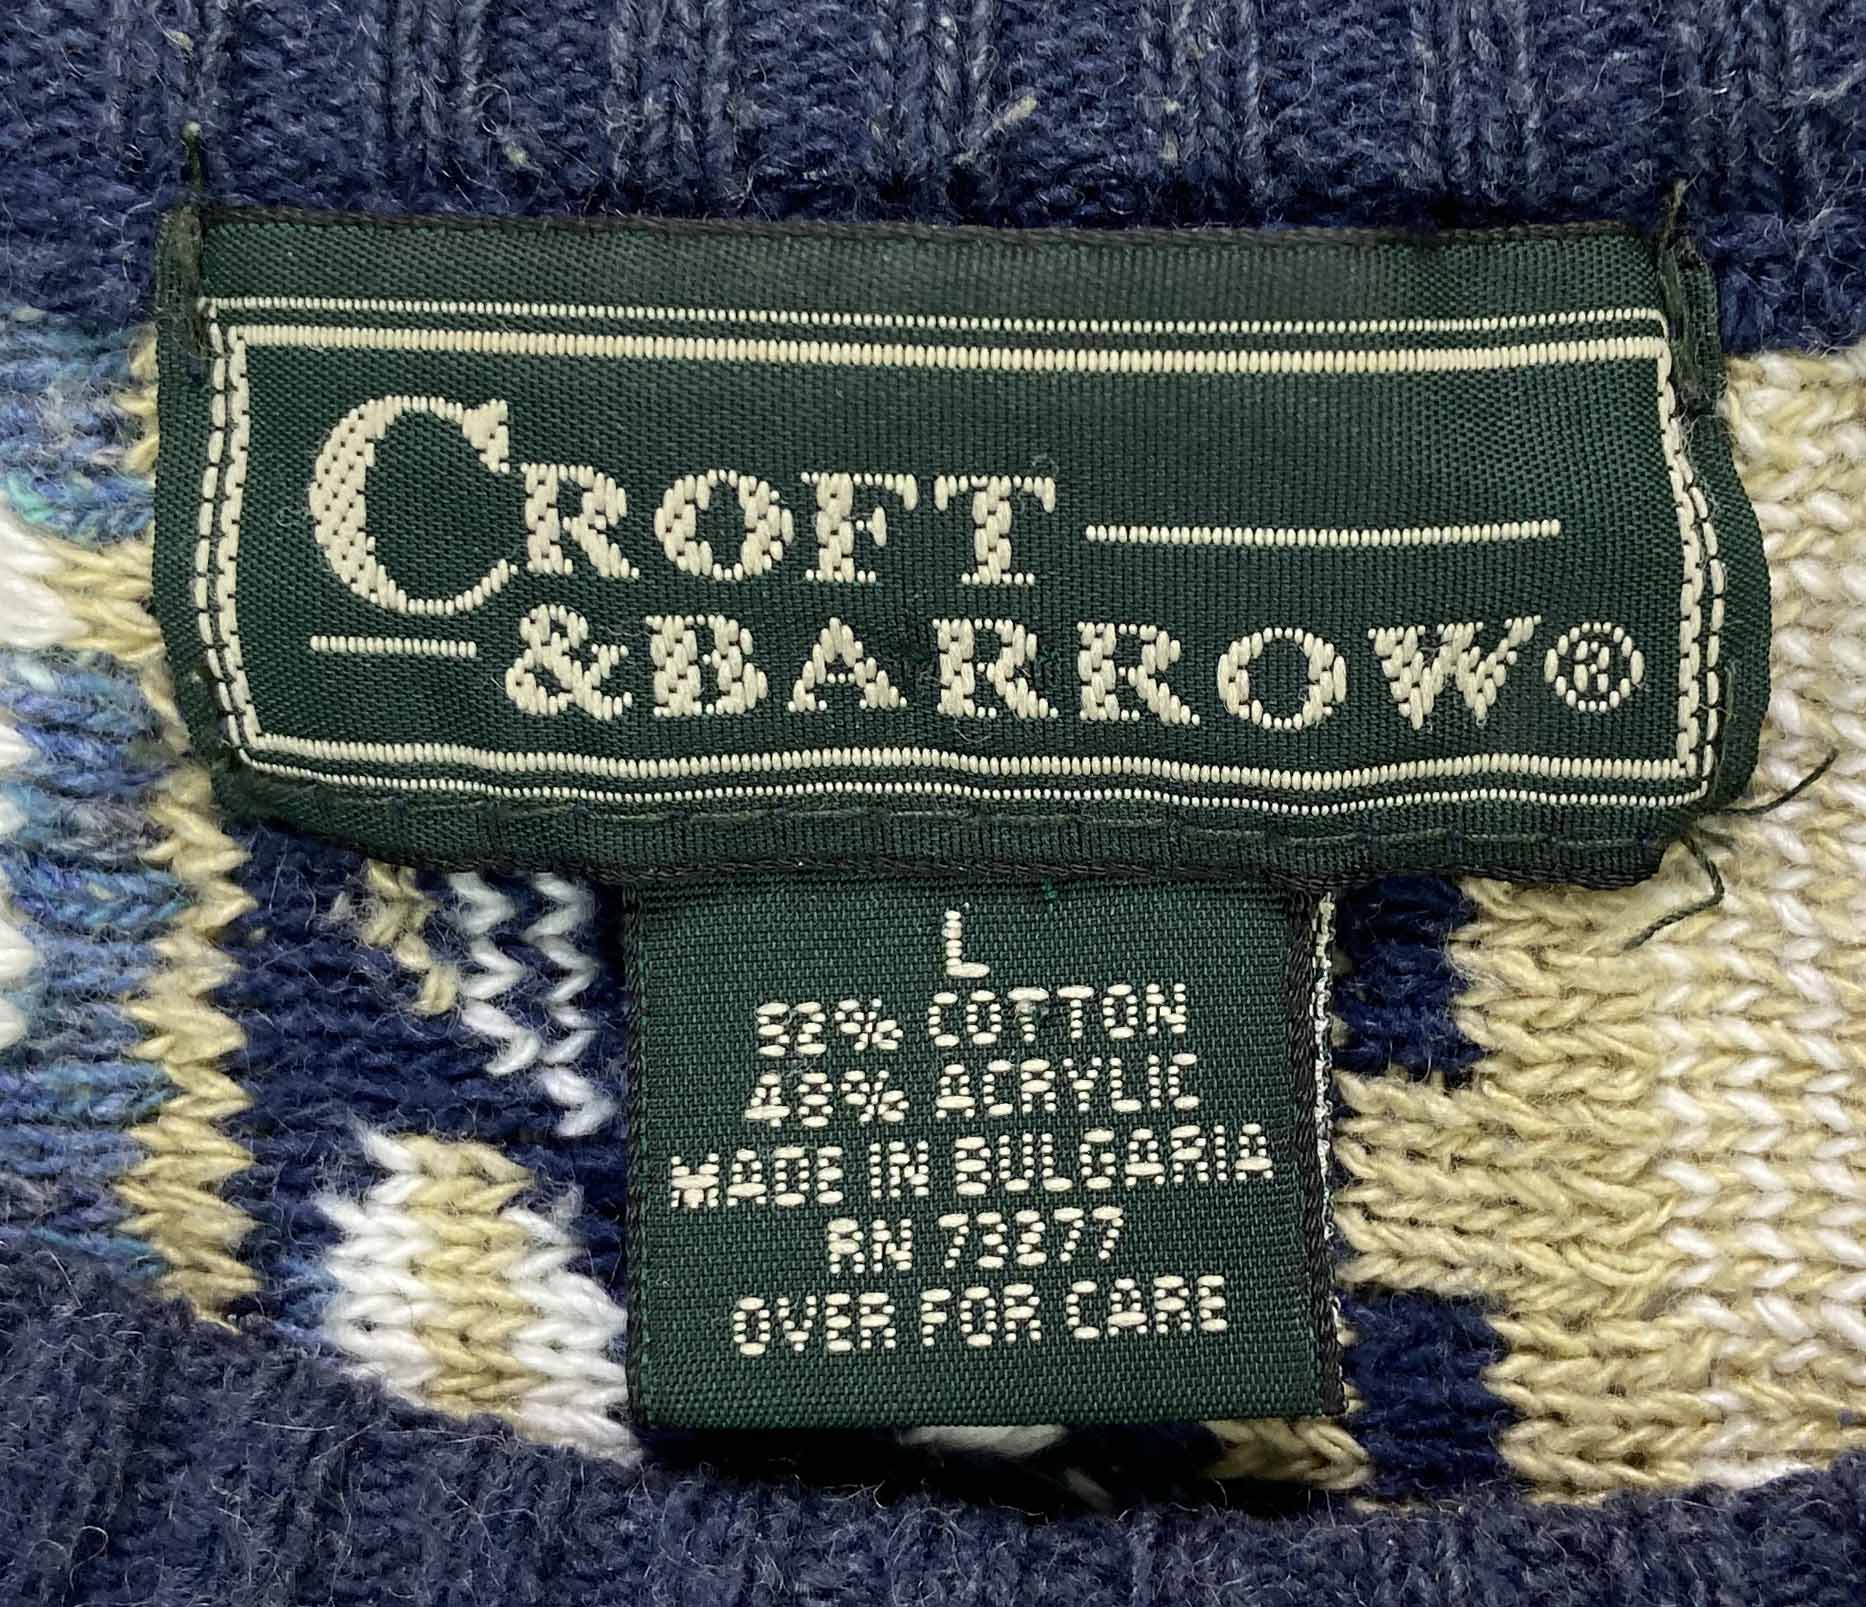 CROFT
&BARROW®
L
52% COTTON
48% ACRYLIC
MADE IN BULGARIA
RN 73277
OVER FOR CARE